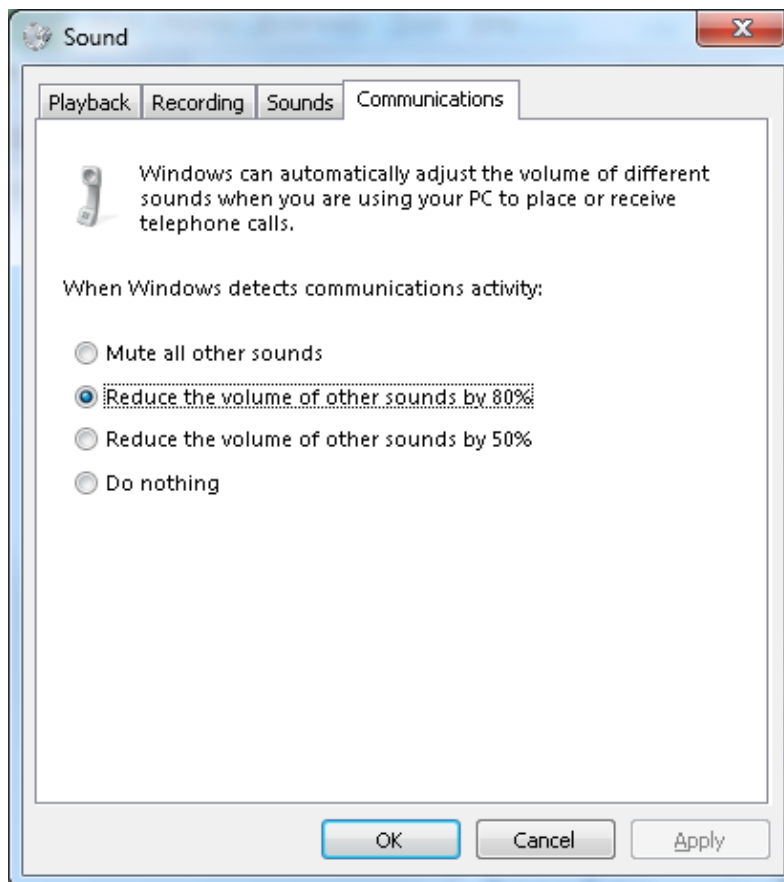 Sound
Playback Recording Sounds Communications
Windows can automatically adjust the volume of different
sounds when you are using your PC to place or receive
telephone calls.
When Windows detects communications activity:
Mute all other sounds
Reduce the volume of other sounds by 80%
Reduce the volume of other sounds by 50%
Do nothing
OK Cancel Apply